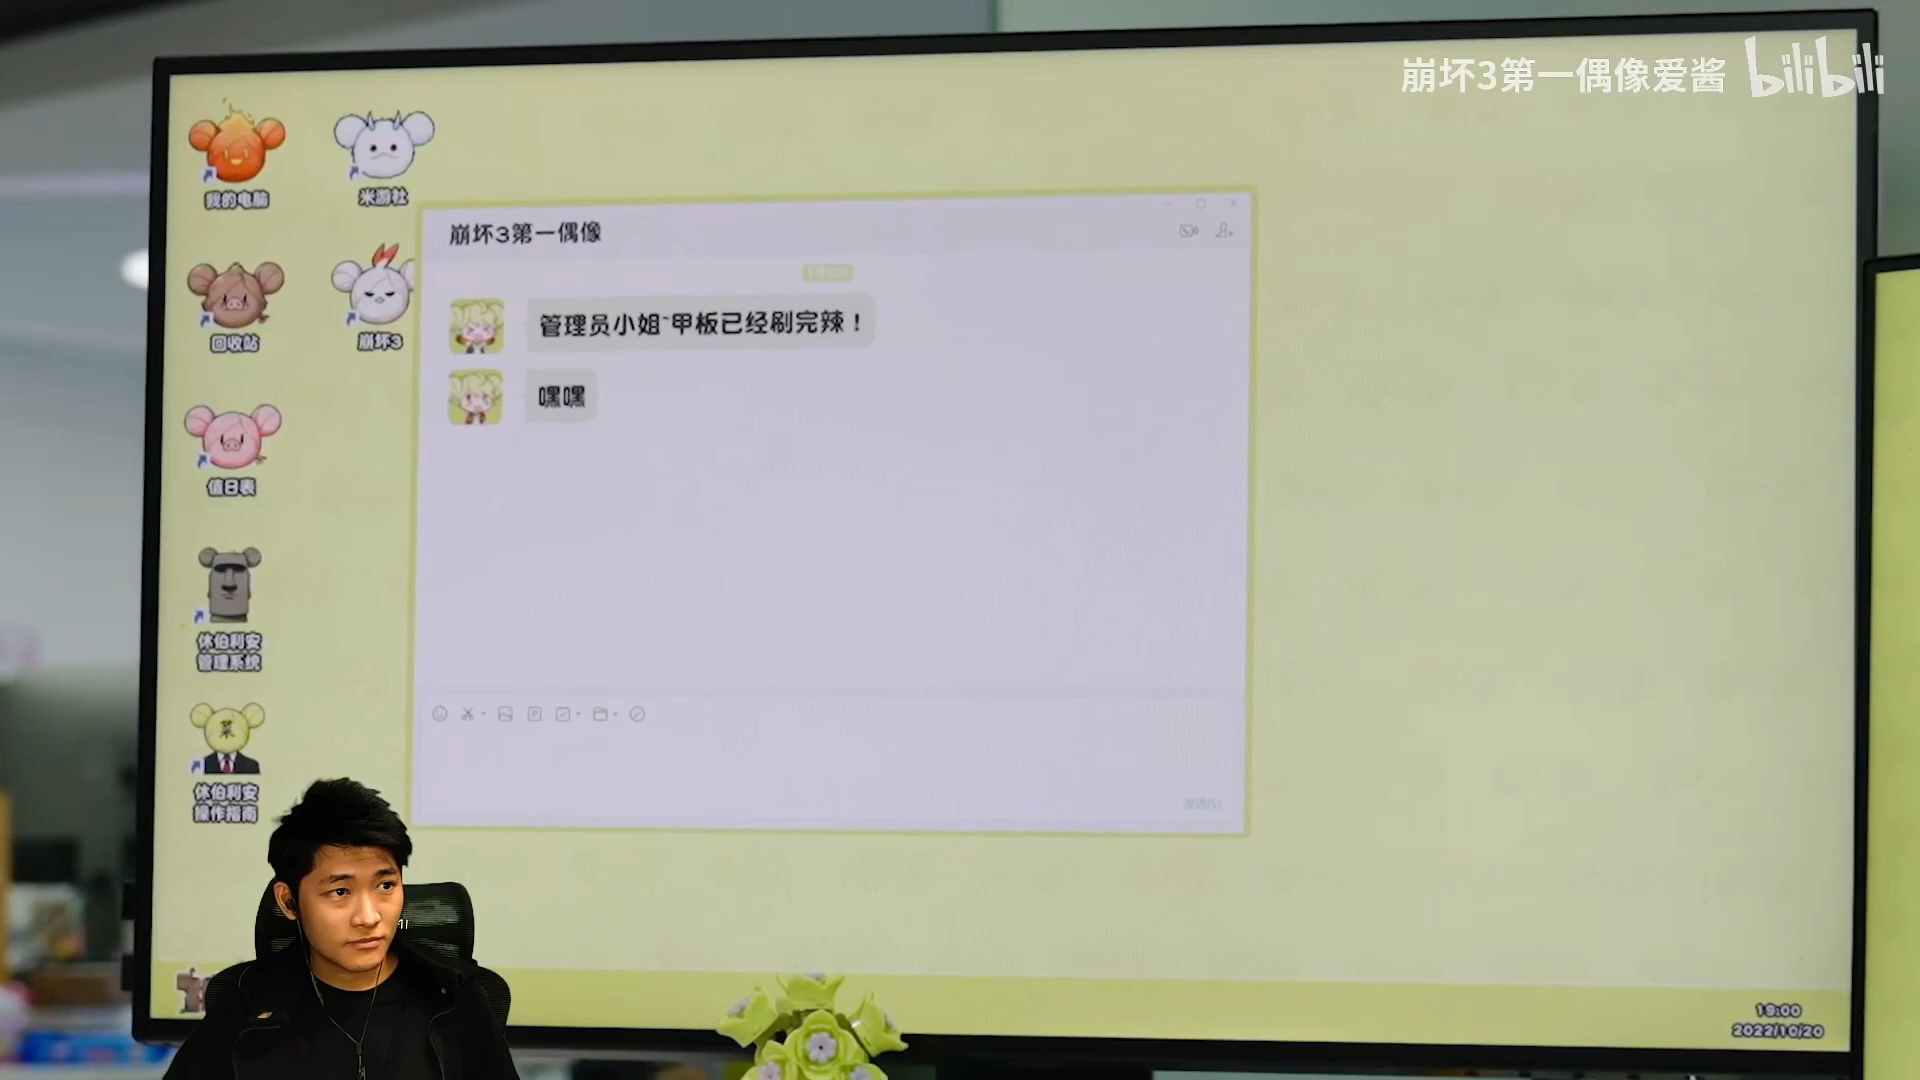 崩坏3第一偶像爱酱 bilibili
我的电脑
米游社
崩坏3第一偶像
管理员小姐~甲板已经刷完辣！
回收站
崩坏3
嘿嘿
值日表
休伯利安
管理系统
菜
休伯利安
操作指南
发送(S)
19:00
2022/10/20